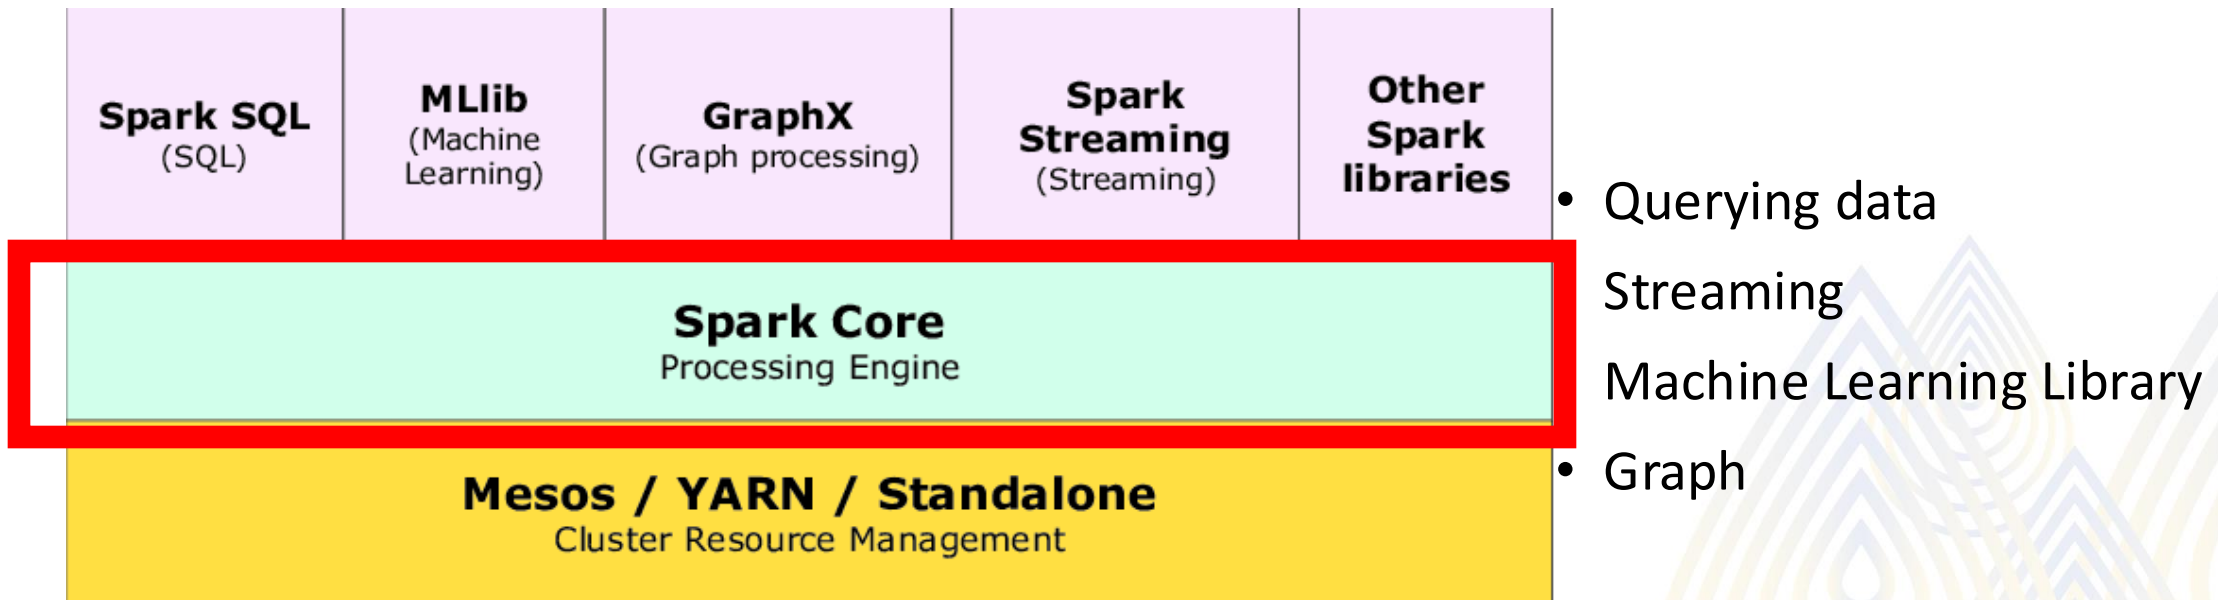 Spark SQL
(SQL)
MLlib
(Machine
Learning)
GraphX
(Graph processing)
Spark
Streaming
(Streaming)
Other
Spark
libraries
Spark Core
Processing Engine
Mesos / YARN / Standalone
Cluster Resource Management
• Querying data
Streaming
Machine Learning Library
• Graph